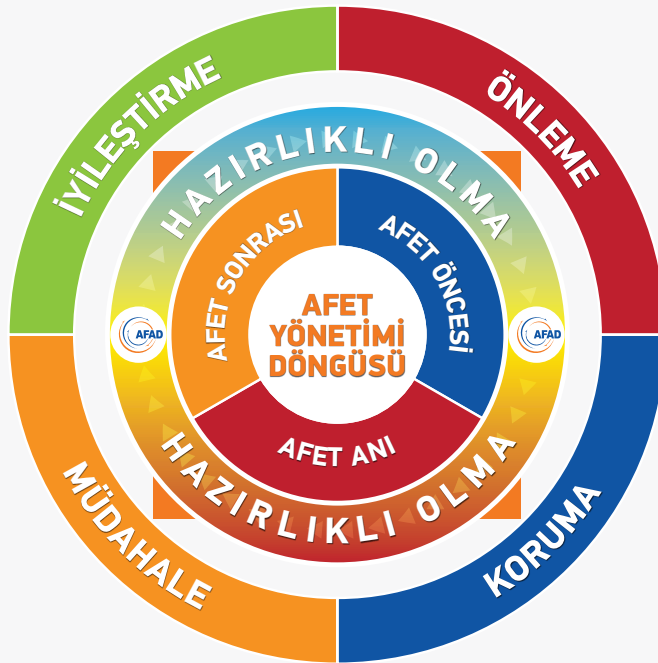 İYİLEŞTİRME
ÖNLEME
HAZIRLIKLI OLMA
AFET SONRASI
AFET ÖNCESİ
AFAD
AFET
YÖNETİMİ
DÖNGÜSÜ
AFAD
AFET ANI
HAZIRLIKLI OLMA
MÜDAHALE
KORUMA